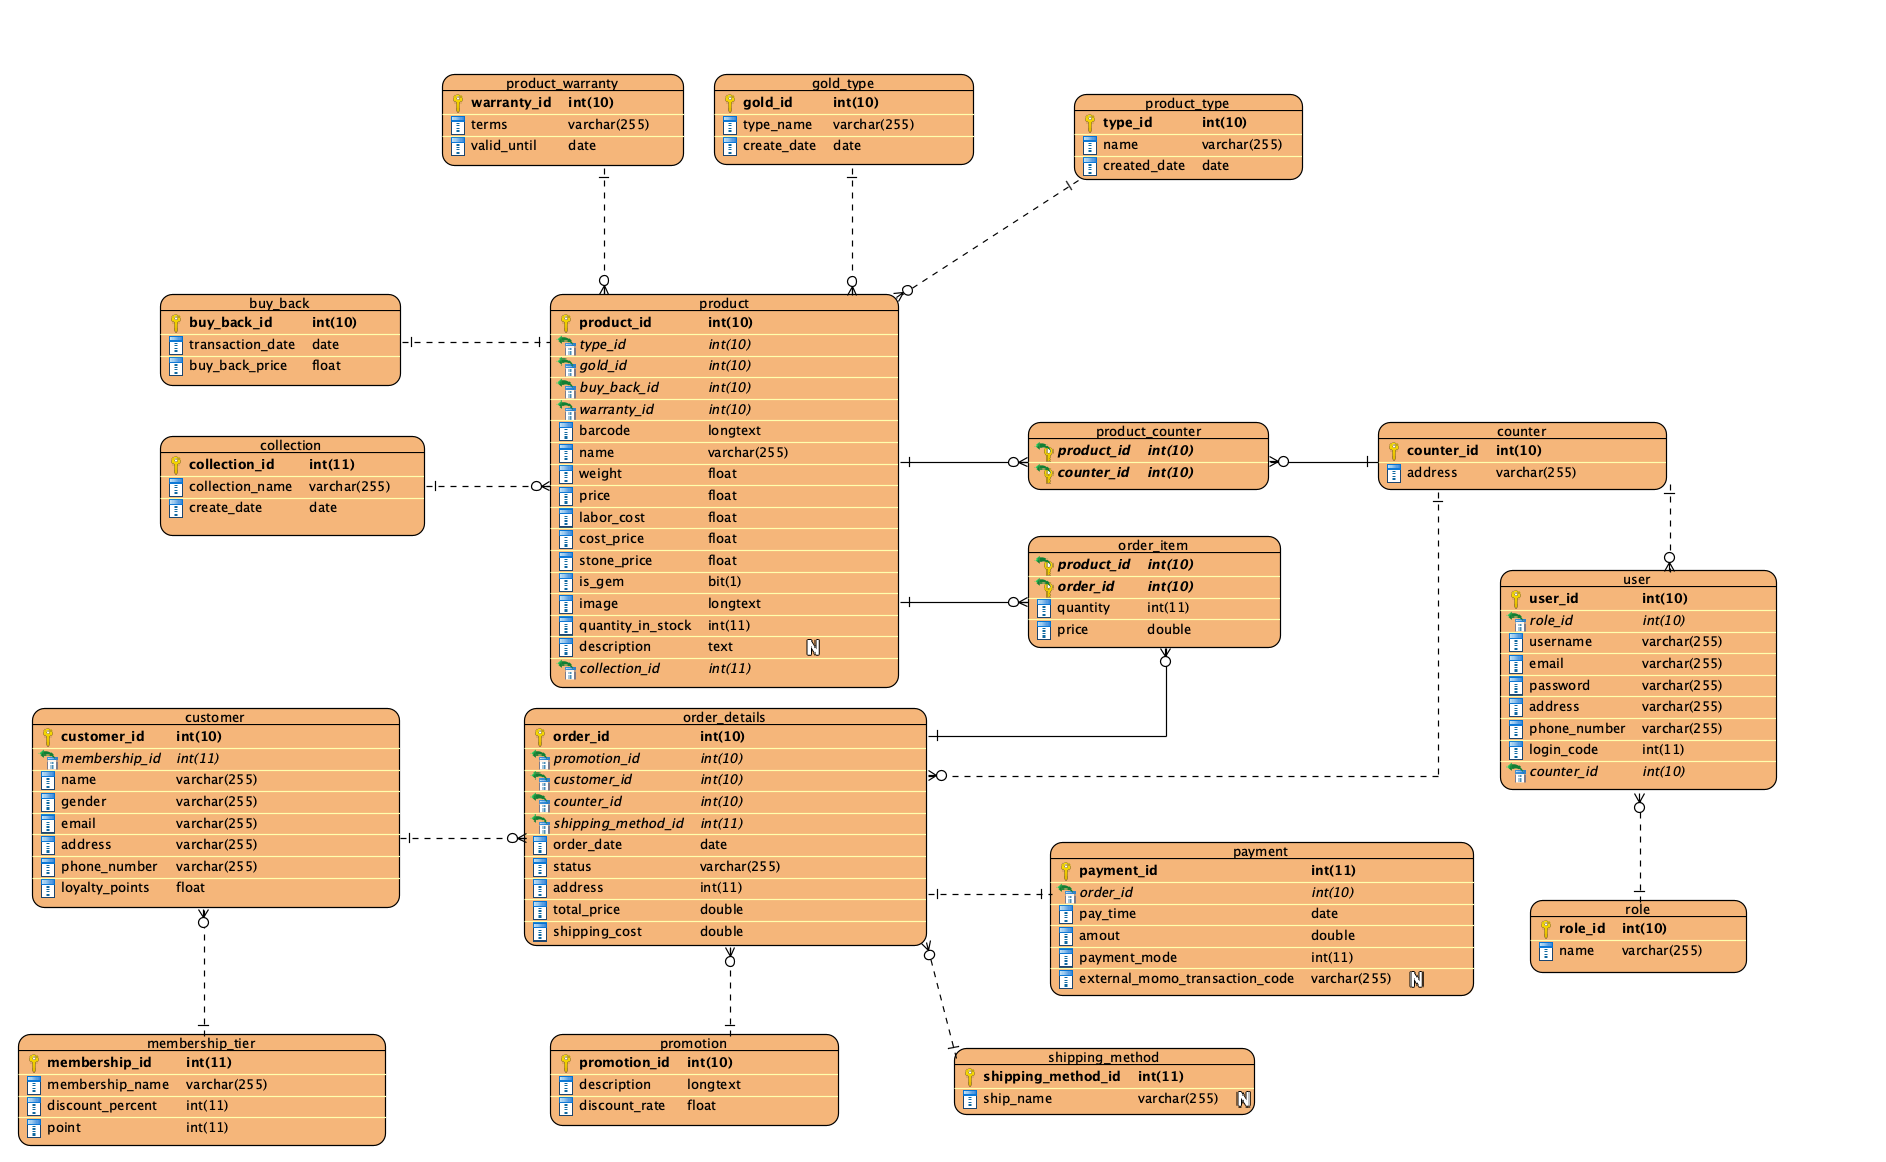 product_warranty
warranty_id int(10)
terms varchar(255)
valid_until date
gold_type
gold_id int(10)
type_name varchar(255)
create_date date
product_type
type_id int(10)
name varchar(255)
created_date date
buy_back
buy_back_id int(10)
transaction_date date
buy_back_price float
product
product_id int(10)
type_id int(10)
gold_id int(10)
buy_back_id int(10)
warranty_id int(10)
barcode longtext
name varchar(255)
weight float
price float
labor_cost float
cost_price float
stone_price float
is_gem bit(1)
image longtext
quantity_in_stock int(11)
description text N
collection_id int(11)
collection
collection_id int(11)
collection_name varchar(255)
create_date date
product_counter
product_id int(10)
counter_id int(10)
counter
counter_id int(10)
address varchar(255)
order_item
product_id int(10)
order_id int(10)
quantity int(11)
price double
user
user_id int(10)
role_id int(10)
username varchar(255)
email varchar(255)
password varchar(255)
address varchar(255)
phone_number varchar(255)
login_code int(11)
counter_id int(10)
customer
customer_id int(10)
membership_id int(11)
name varchar(255)
gender varchar(255)
email varchar(255)
address varchar(255)
phone_number varchar(255)
loyalty_points float
order_details
order_id int(10)
promotion_id int(10)
customer_id int(10)
counter_id int(10)
shipping_method_id int(11)
order_date date
status varchar(255)
address int(11)
total_price double
shipping_cost double
payment
payment_id int(11)
order_id int(10)
pay_time date
amout double
payment_mode int(11)
external_momo_transaction_code varchar(255) N
role
role_id int(10)
name varchar(255)
membership_tier
membership_id int(11)
membership_name varchar(255)
discount_percent int(11)
point int(11)
promotion
promotion_id int(10)
description longtext
discount_rate float
shipping_method
shipping_method_id int(11)
ship_name varchar(255) N